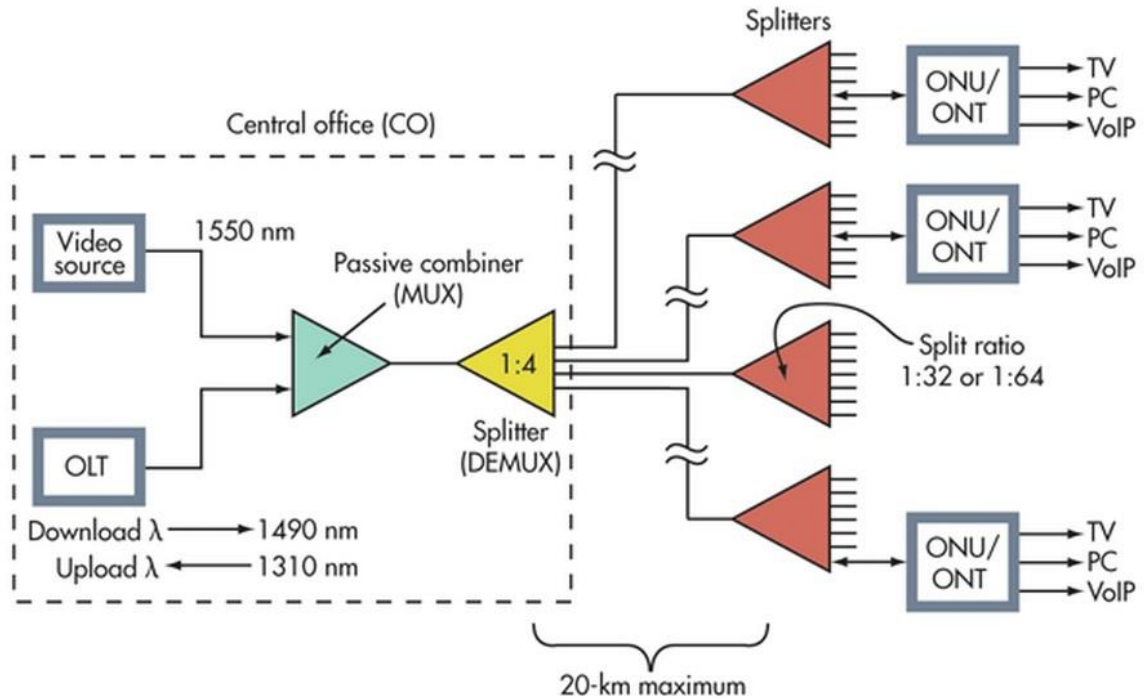 Splitters
Central office (CO)
Video
source
1550 nm
Passive combiner
(MUX)
1:4
Splitter
(DEMUX)
OLT
Download λ
1490 nm
Upload λ
1310 nm
ONU/
ONT
TV
PC
VoIP
ONU/
ONT
TV
PC
VoIP
Split ratio
1:32 or 1:64
ONU/
ONT
TV
PC
VoIP
20-km maximum